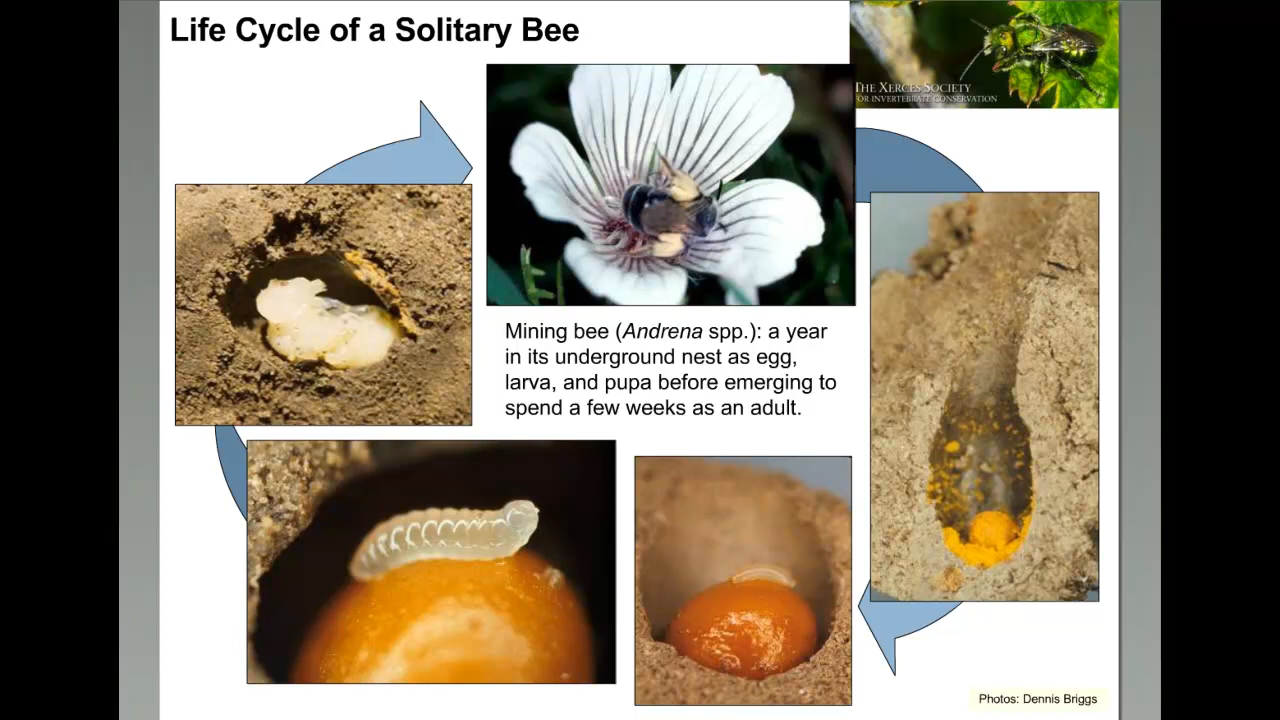 Life Cycle of a Solitary Bee
THE XERCES SOCIETY
FOR INVERTEBRATE CONSERVATION
Mining bee (Andrena spp.): a year
in its underground nest as egg,
larva, and pupa before emerging to
spend a few weeks as an adult.
Photos: Dennis Briggs